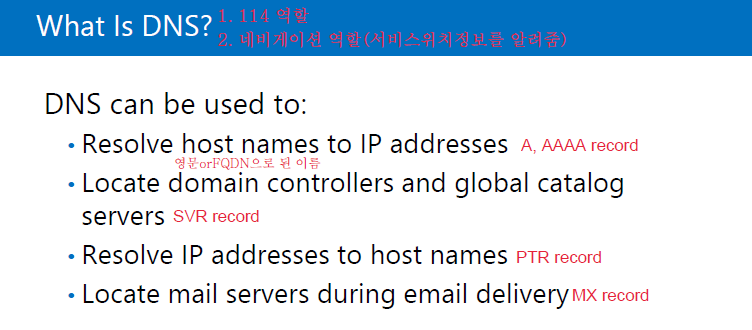 What Is DNS? 1. 114 역할
2. 네비게이션 역할(서비스위치정보를 알려줌)
DNS can be used to:
• Resolve host names to IP addresses A, AAAA record
영문orFQDN으로 된 이름
• Locate domain controllers and global catalog
servers SVR record
• Resolve IP addresses to host names PTR record
• Locate mail servers during email delivery MX record